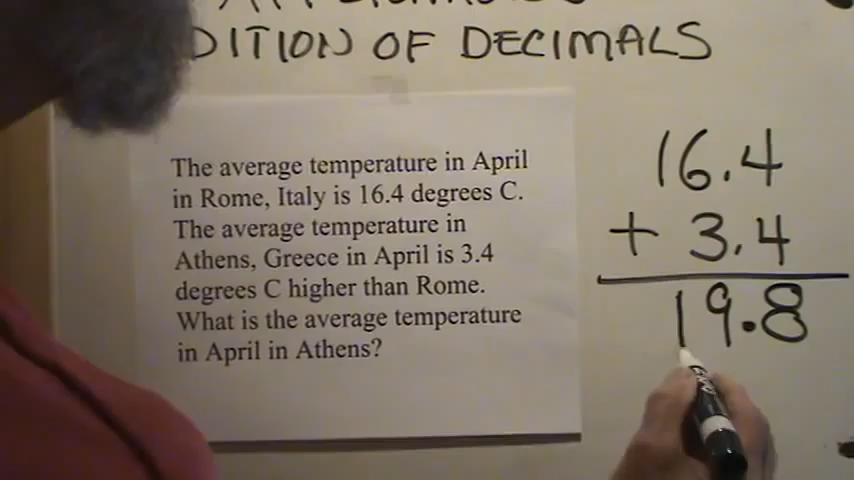 DITION OF DECIMALS
The average temperature in April
in Rome, Italy is 16.4 degrees C.
The average temperature in
Athens, Greece in April is 3.4
degrees C higher than Rome.
What is the average temperature
in April in Athens?
16.4
+ 3.4
19.8